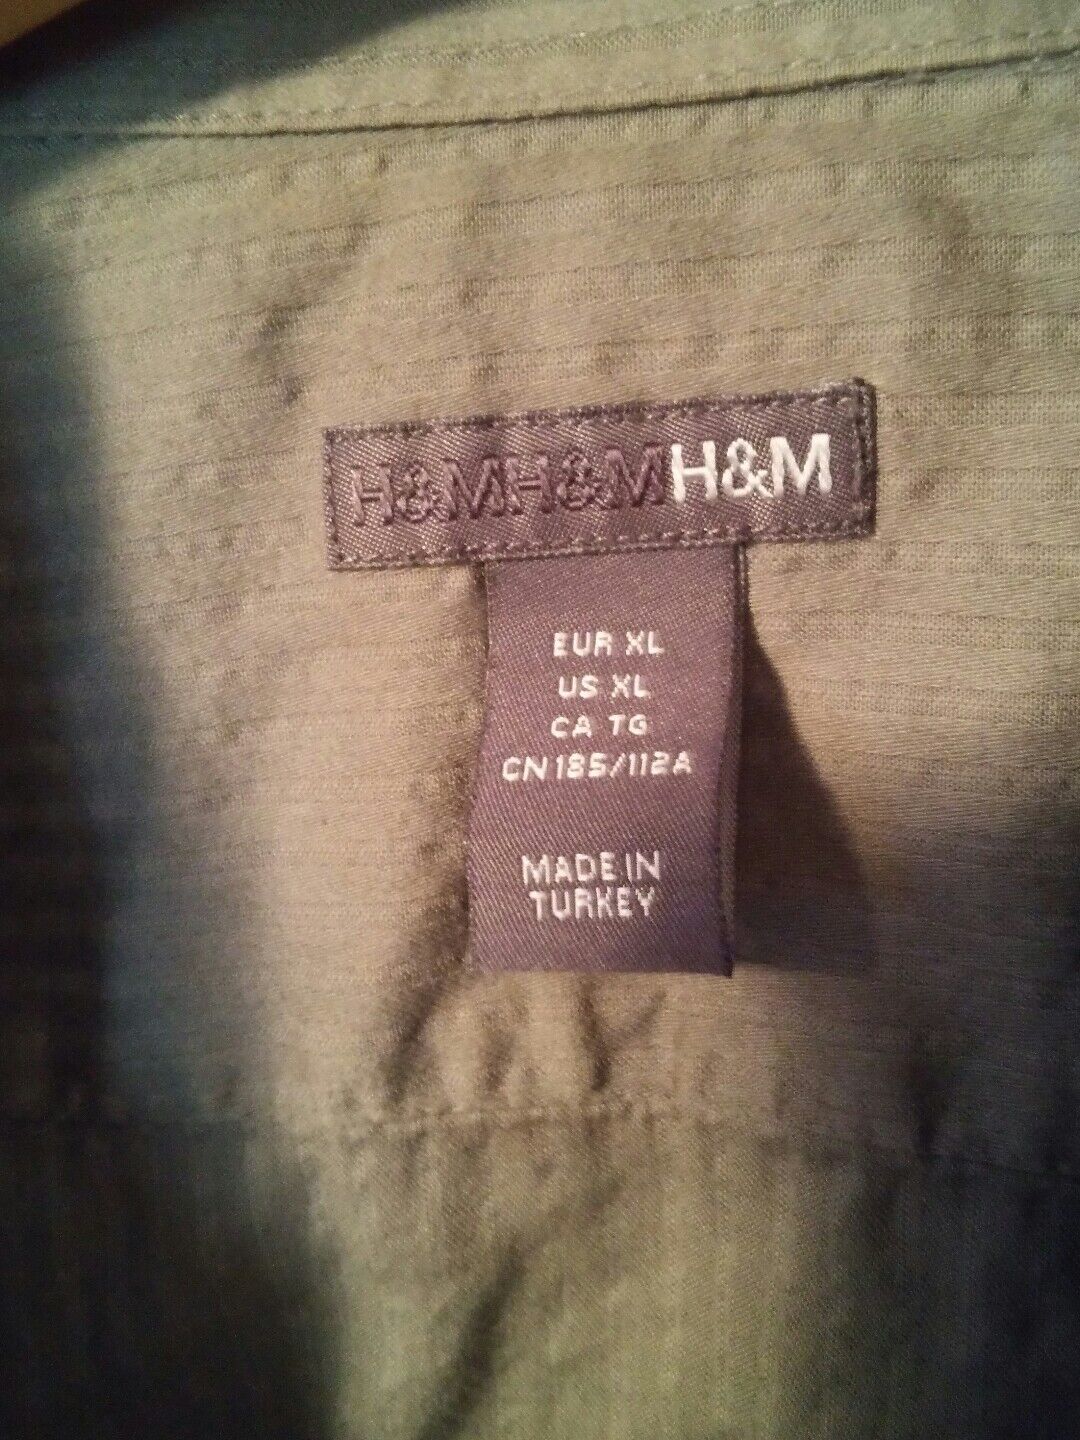 H&MH&MH&M
EUR XL
US XL
CA TG
CN 185/112A
MADE IN
TURKEY